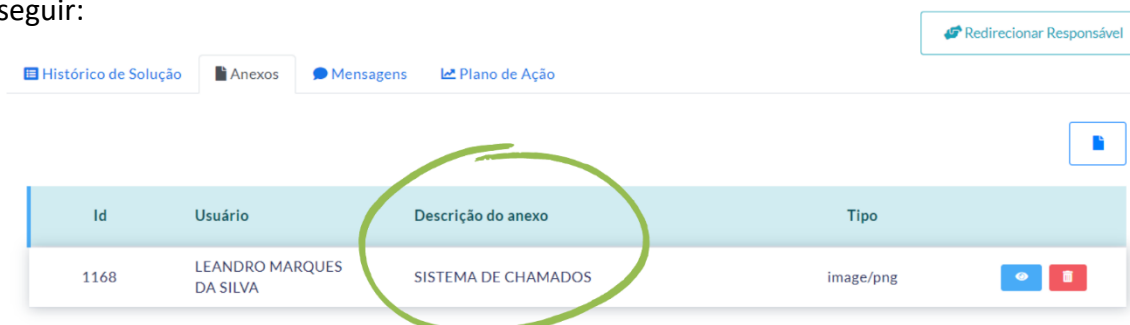 seguir:
Redirecionar Responsável
Histórico de Solução Anexos Mensagens Plano de Ação
Id Usuário Descrição do anexo Tipo
1168 LEANDRO MARQUES DA SILVA SISTEMA DE CHAMADOS image/png